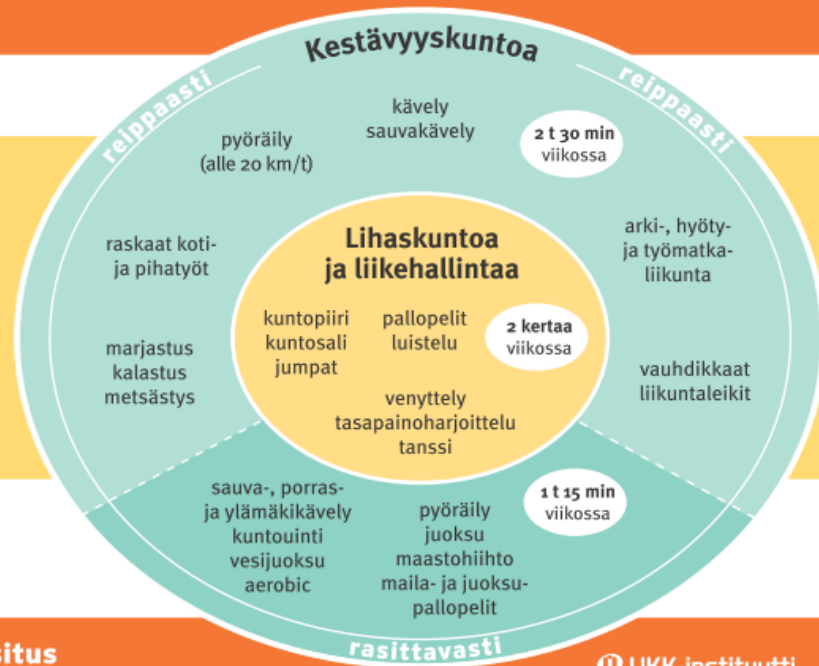 Kestävyyskuntoa
reippaasti
reippaasti
kävely
sauvakävely
2 t 30 min
viikossa
pyöräily
(alle 20 km/t)
raskaat koti-
ja pihatyöt
arki-, hyöty-
ja työmatka-
liikunta
marjastus
kalastus
metsästys
vauhdikkaat
liikuntaleikit
Lihaskuntoa
ja liikehallintaa
kuntopiiri
kuntosali
jumpat
pallopelit
luistelu
2 kertaa
viikossa
venyttely
tasapainoharjoittelu
tanssi
sauva-, porras-
ja ylämäkikävely
kuntouinti
vesijuoksu
aerobic
pyöräily
juoksu
maastohiihto
maila- ja juoksu-
pallopelit
1 t 15 min
viikossa
rasittavasti
situs
UKK-instituutti